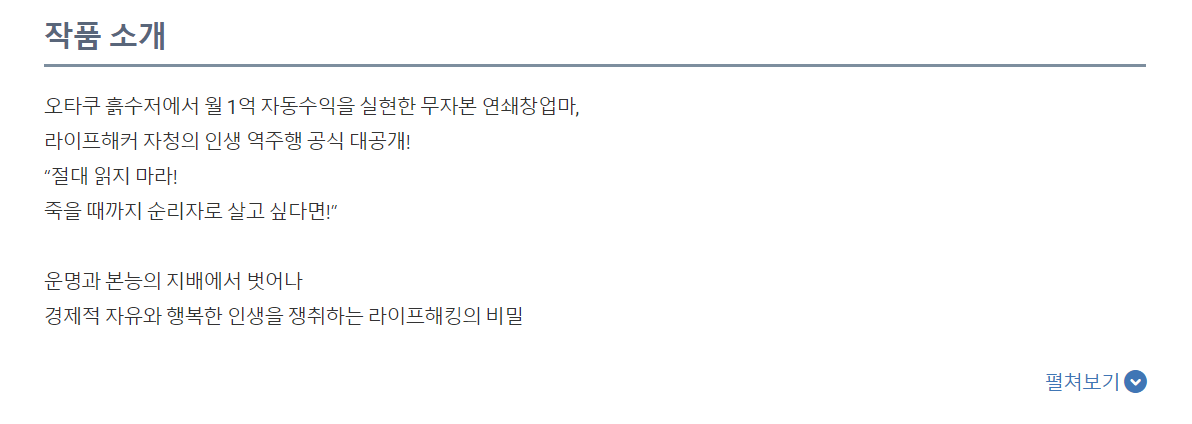 작품 소개
오타쿠 흙수저에서 월 1억 자동수익을 실현한 무자본 연쇄창업마,
라이프해커 자청의 인생 역주행 공식 대공개!
“절대 읽지 마라!
죽을 때까지 순리자로 살고 싶다면!”
운명과 본능의 지배에서 벗어나
경제적 자유와 행복한 인생을 쟁취하는 라이프해킹의 비밀
펼쳐보기